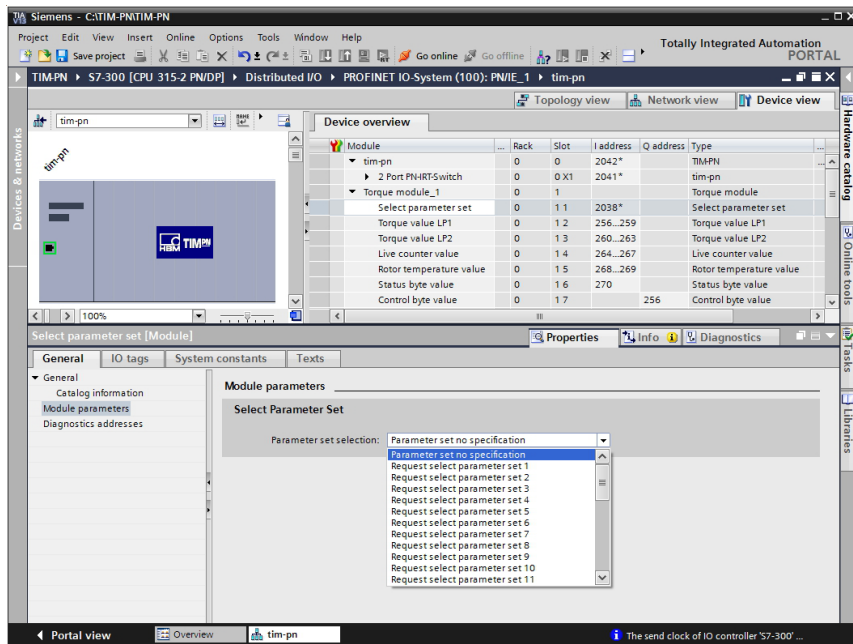 Siemens - C:\TIM-PN\TIM-PN
Project Edit View Insert Online Options Tools Window Help
Save project Go online Go offline
Totally Integrated Automation
PORTAL
TIM-PN S7-300 [CPU 315-2 PN/DP] Distributed I/O PROFINET IO-System (100): PN/IE_1 tim-pn
Topology view Network view Device view
tim-pn
Device overview
Module ... Rack Slot I address Q address Type ...
tim-pn 0 0 2042* TIM-PN ...
2 Port PN-IRT-Switch 0 0 X1 2041* tim-pn
Torque module_1 0 1 Torque module
Select parameter set 0 1 1 2038* Select parameter set
Torque value LP1 0 1 2 256...259 Torque value LP1
Torque value LP2 0 1 3 260...263 Torque value LP2
Live counter value 0 1 4 264...267 Live counter value
Rotor temperature value 0 1 5 268...269 Rotor temperature value
Status byte value 0 1 6 270 Status byte value
Control byte value 0 1 7 256 Control byte value
tim-pn
HBM TIMPN
100%
Devices & networks
Hardware catalog
Online tools
Tasks
Libraries
Select parameter set [Module]
Properties Info Diagnostics
General IO tags System constants Texts
General
Catalog information
Module parameters
Diagnostics addresses
Module parameters
Select Parameter Set
Parameter set selection: Parameter set no specification
Parameter set no specification
Request select parameter set 1
Request select parameter set 2
Request select parameter set 3
Request select parameter set 4
Request select parameter set 5
Request select parameter set 6
Request select parameter set 7
Request select parameter set 8
Request select parameter set 9
Request select parameter set 10
Request select parameter set 11
Portal view Overview tim-pn The send clock of IO controller 'S7-300' ...